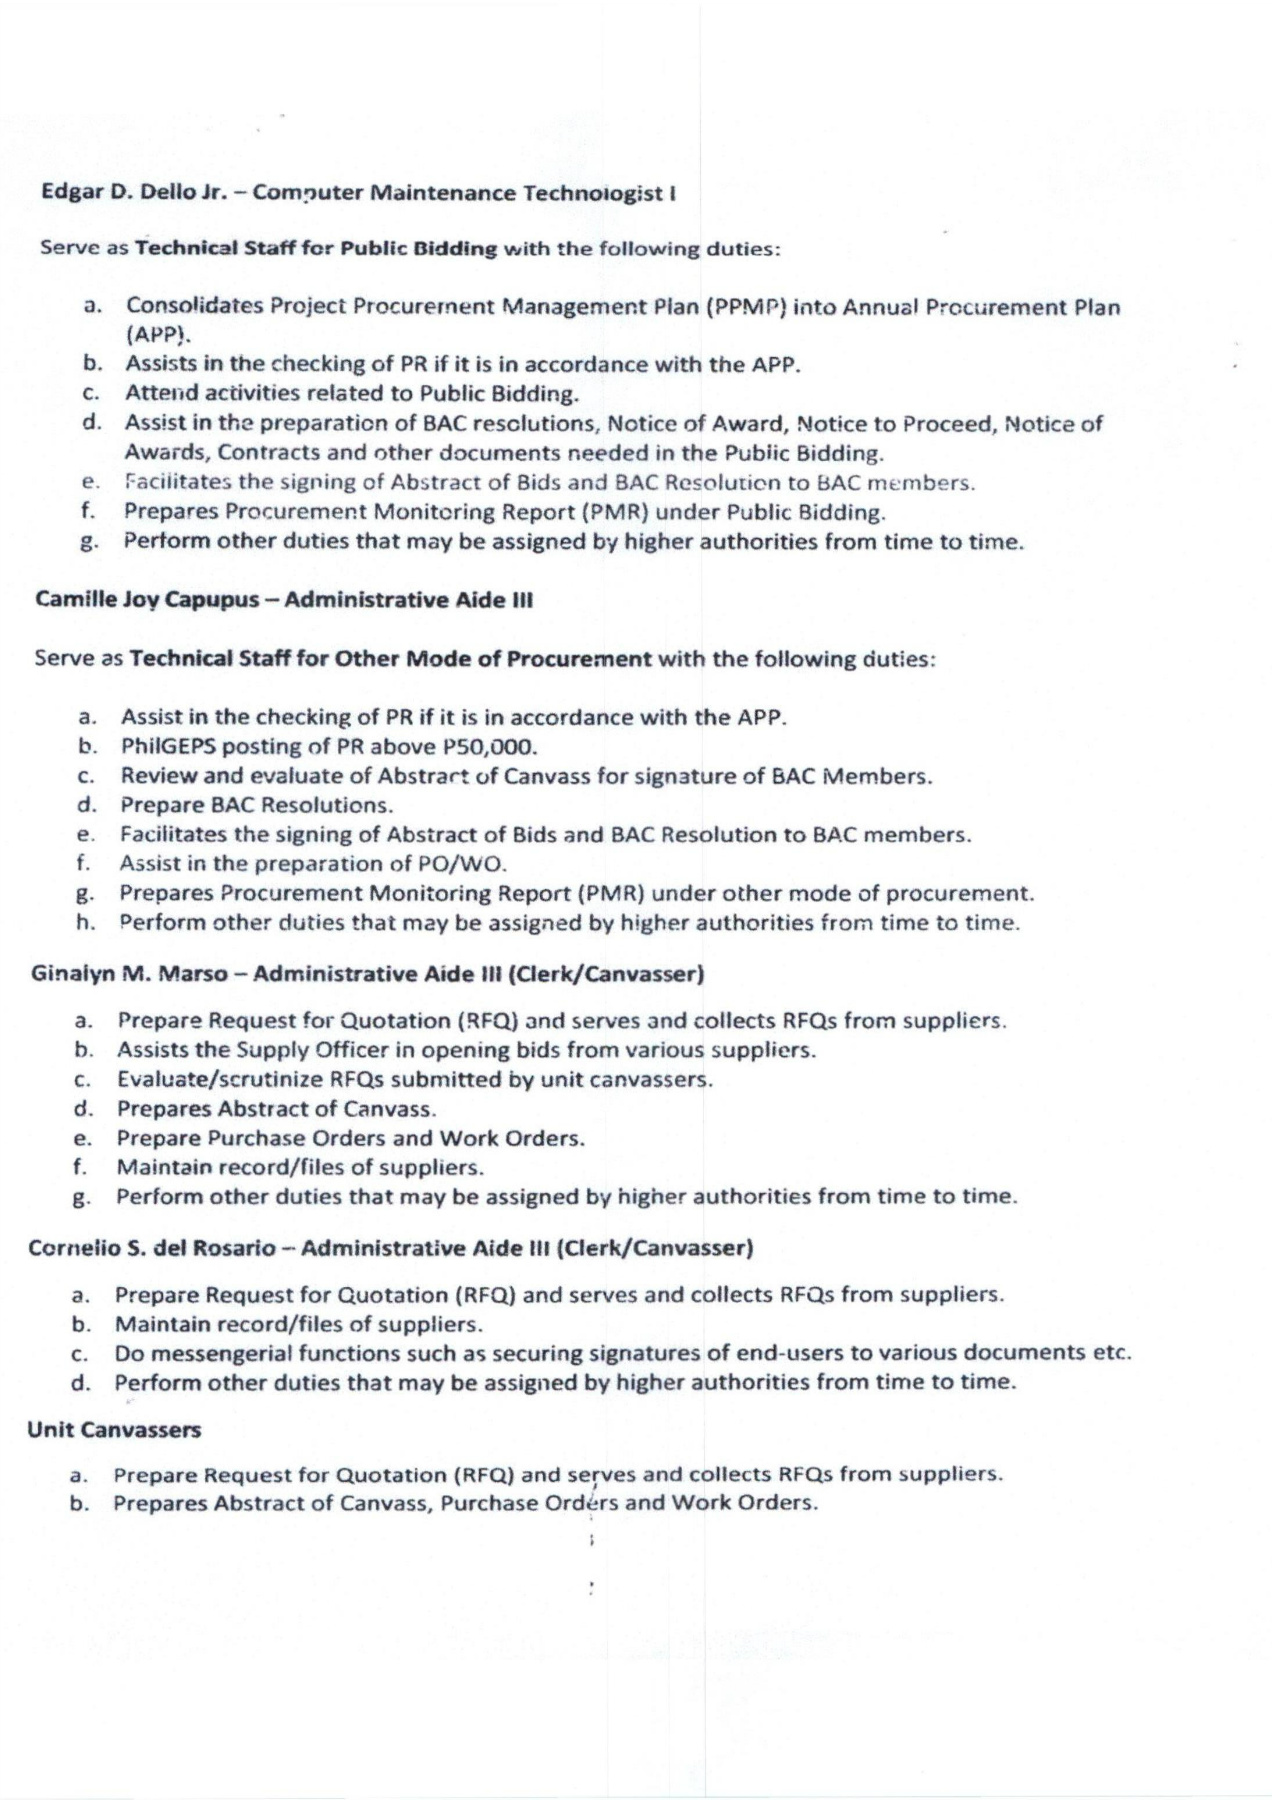 Edgar D. Dello Jr. – Computer Maintenance Technologist I
Serve as Technical Staff for Public Bidding with the following duties:
a. Consolidates Project Procurement Management Plan (PPMP) into Annual Procurement Plan
(APP).
b. Assists in the checking of PR if it is in accordance with the APP.
c. Attend activities related to Public Bidding.
d. Assist in the preparation of BAC resolutions, Notice of Award, Notice to Proceed, Notice of
Awards, Contracts and other documents needed in the Public Bidding.
e. Facilitates the signing of Abstract of Bids and BAC Resolution to BAC members.
f. Prepares Procurement Monitoring Report (PMR) under Public Bidding.
g. Perform other duties that may be assigned by higher authorities from time to time.
Camille Joy Capupus – Administrative Aide III
Serve as Technical Staff for Other Mode of Procurement with the following duties:
a. Assist in the checking of PR if it is in accordance with the APP.
b. PhilGEPS posting of PR above P50,000.
c. Review and evaluate of Abstract of Canvass for signature of BAC Members.
d. Prepare BAC Resolutions.
e. Facilitates the signing of Abstract of Bids and BAC Resolution to BAC members.
f. Assist in the preparation of PO/WO.
g. Prepares Procurement Monitoring Report (PMR) under other mode of procurement.
h. Perform other duties that may be assigned by higher authorities from time to time.
Ginalyn M. Marso – Administrative Aide III (Clerk/Canvasser)
a. Prepare Request for Quotation (RFQ) and serves and collects RFQs from suppliers.
b. Assists the Supply Officer in opening bids from various suppliers.
c. Evaluate/scrutinize RFQs submitted by unit canvassers.
d. Prepares Abstract of Canvass.
e. Prepare Purchase Orders and Work Orders.
f. Maintain record/files of suppliers.
g. Perform other duties that may be assigned by higher authorities from time to time.
Cornelio S. del Rosario – Administrative Aide III (Clerk/Canvasser)
a. Prepare Request for Quotation (RFQ) and serves and collects RFQs from suppliers.
b. Maintain record/files of suppliers.
c. Do messengerial functions such as securing signatures of end-users to various documents etc.
d. Perform other duties that may be assigned by higher authorities from time to time.
Unit Canvassers
a. Prepare Request for Quotation (RFQ) and serves and collects RFQs from suppliers.
b. Prepares Abstract of Canvass, Purchase Orders and Work Orders.